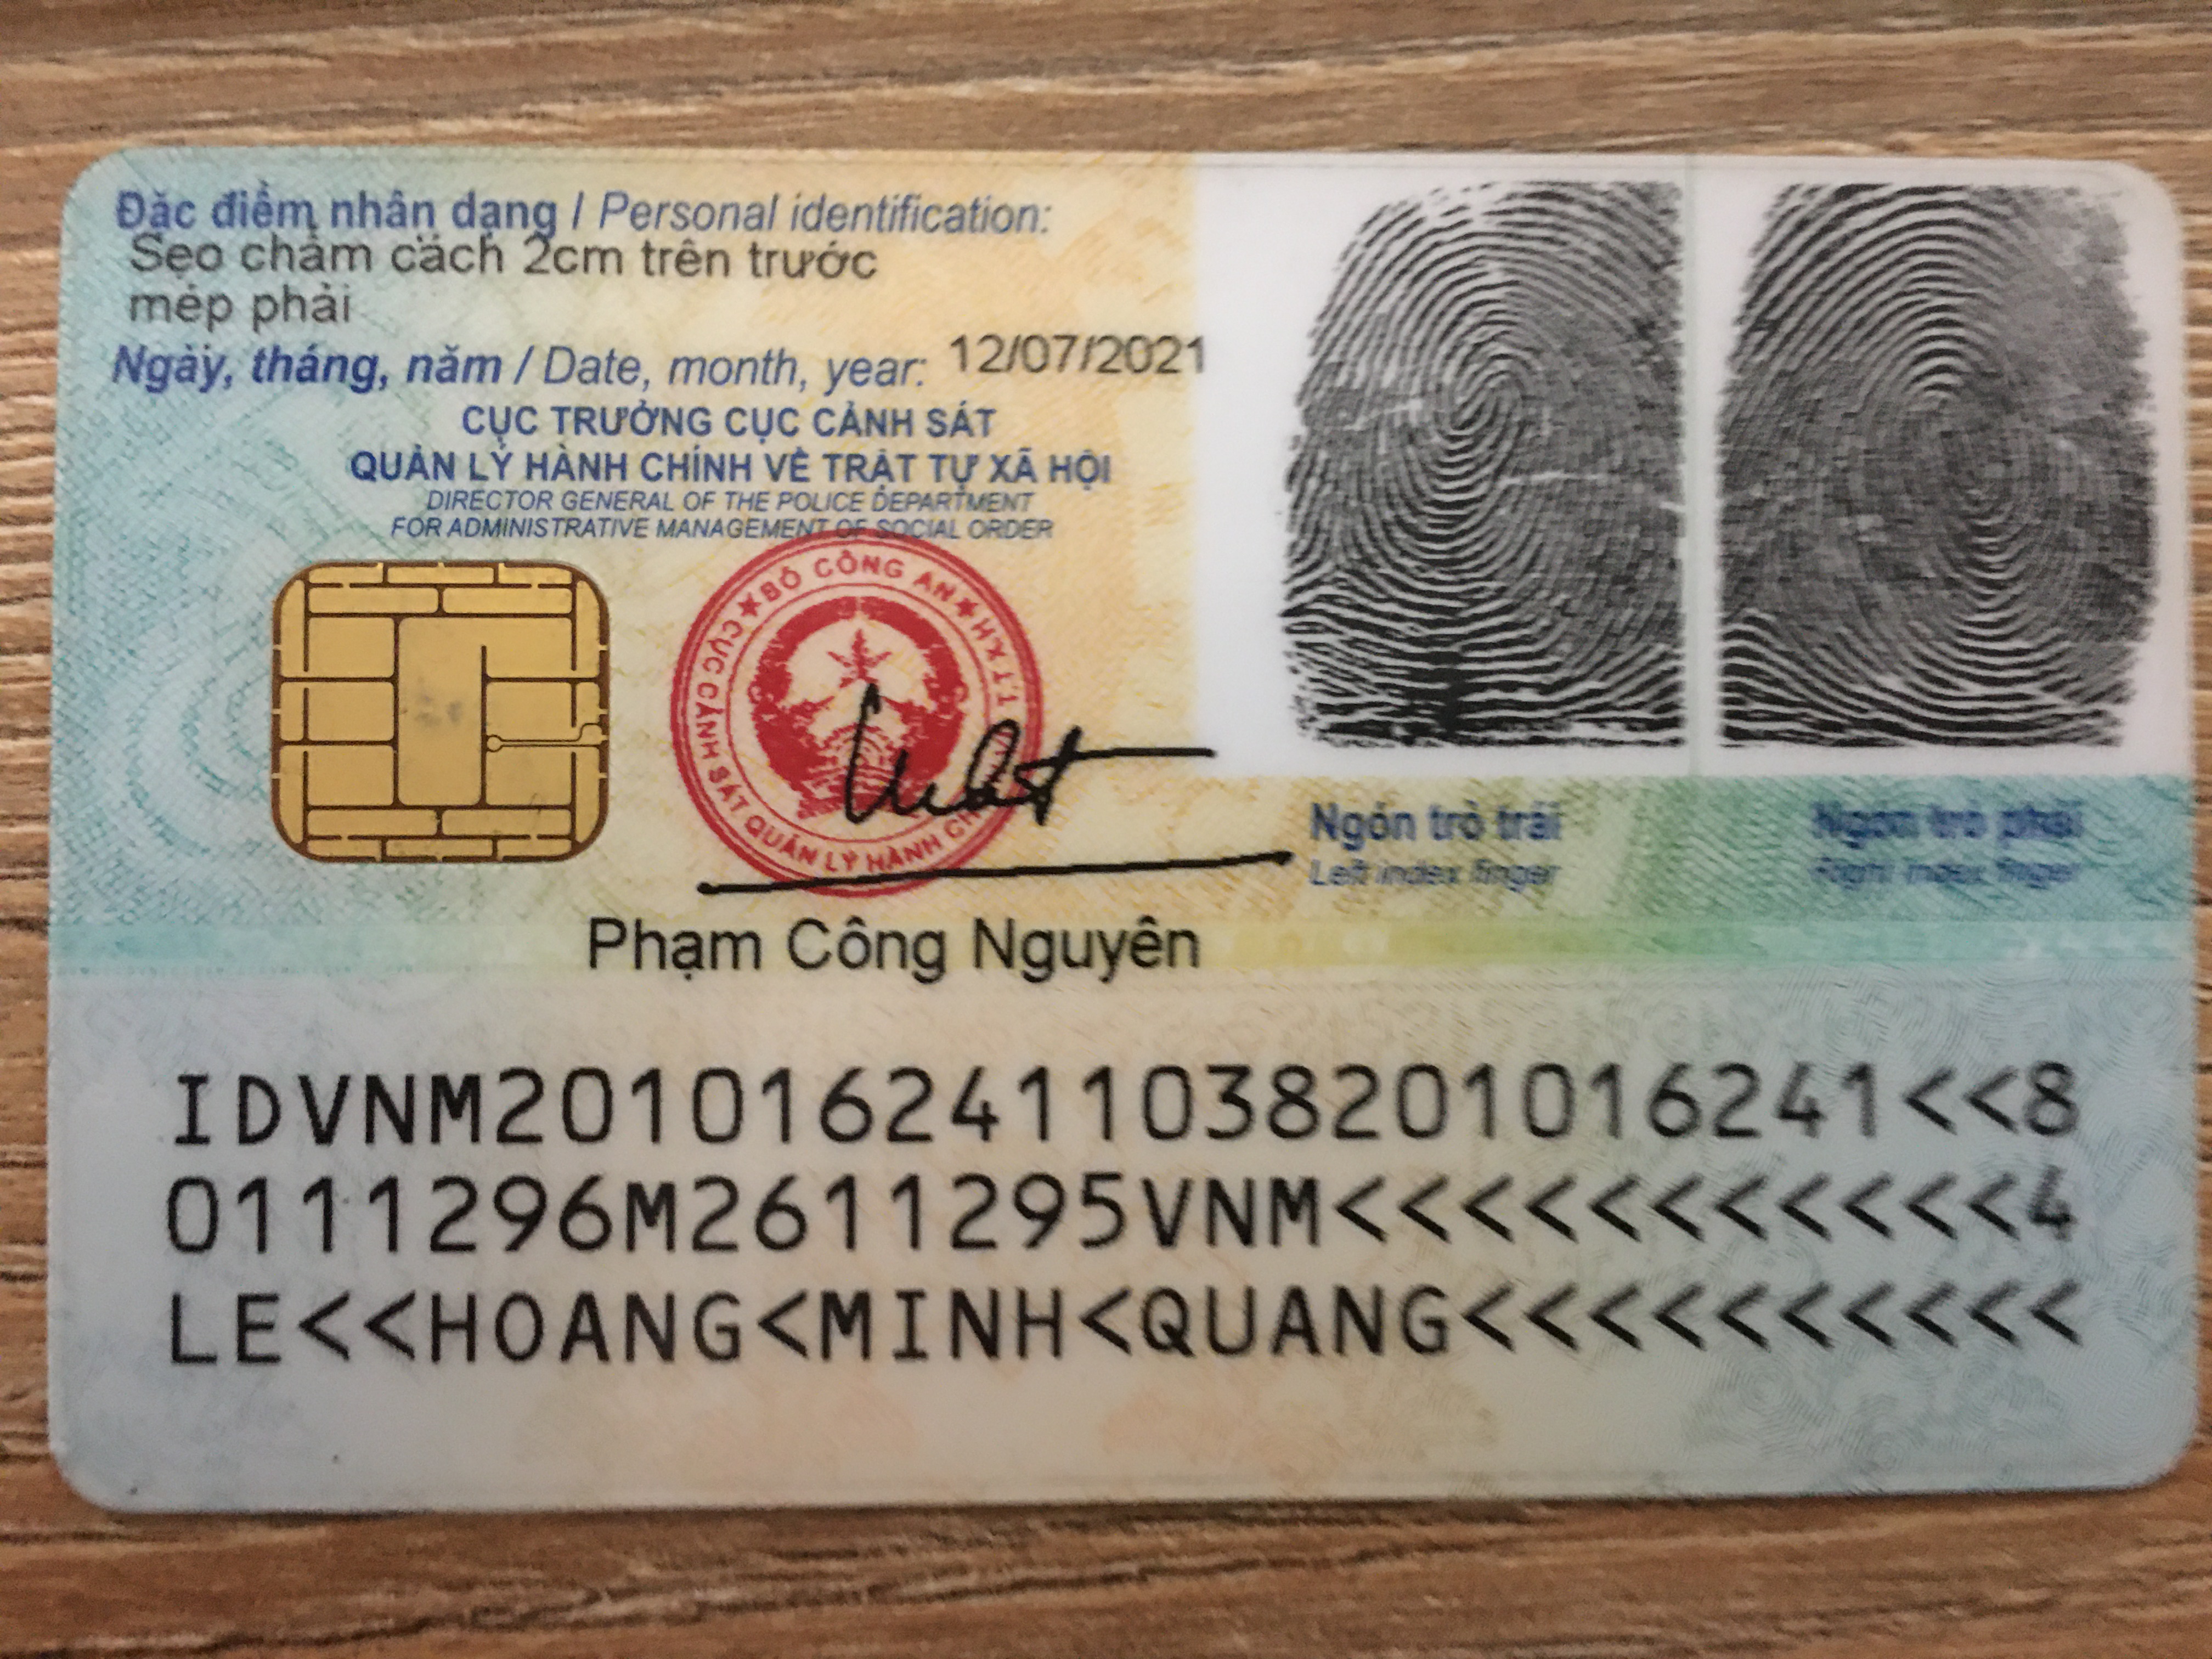 Đặc điểm nhân dạng / Personal identification:
Sẹo chấm cách 2cm trên trước
mép phải
Ngày, tháng, năm / Date, month, year: 12/07/2021
CỤC TRƯỞNG CỤC CẢNH SÁT
QUẢN LÝ HÀNH CHÍNH VỀ TRẬT TỰ XÃ HỘI
DIRECTOR GENERAL OF THE POLICE DEPARTMENT
FOR ADMINISTRATIVE MANAGEMENT OF SOCIAL ORDER
★ BỘ CÔNG AN ★
CỤC CẢNH SÁT QUẢN LÝ HÀNH CHÍNH VỀ T.T.X.H
Phạm Công Nguyên
Ngón trỏ trái
Left index finger
Ngón trỏ phải
Right index finger
IDVNM2010162411038201016241<<8
0111296M2611295VNM<<<<<<<<<<<4
LE<<HOANG<MINH<QUANG<<<<<<<<<<